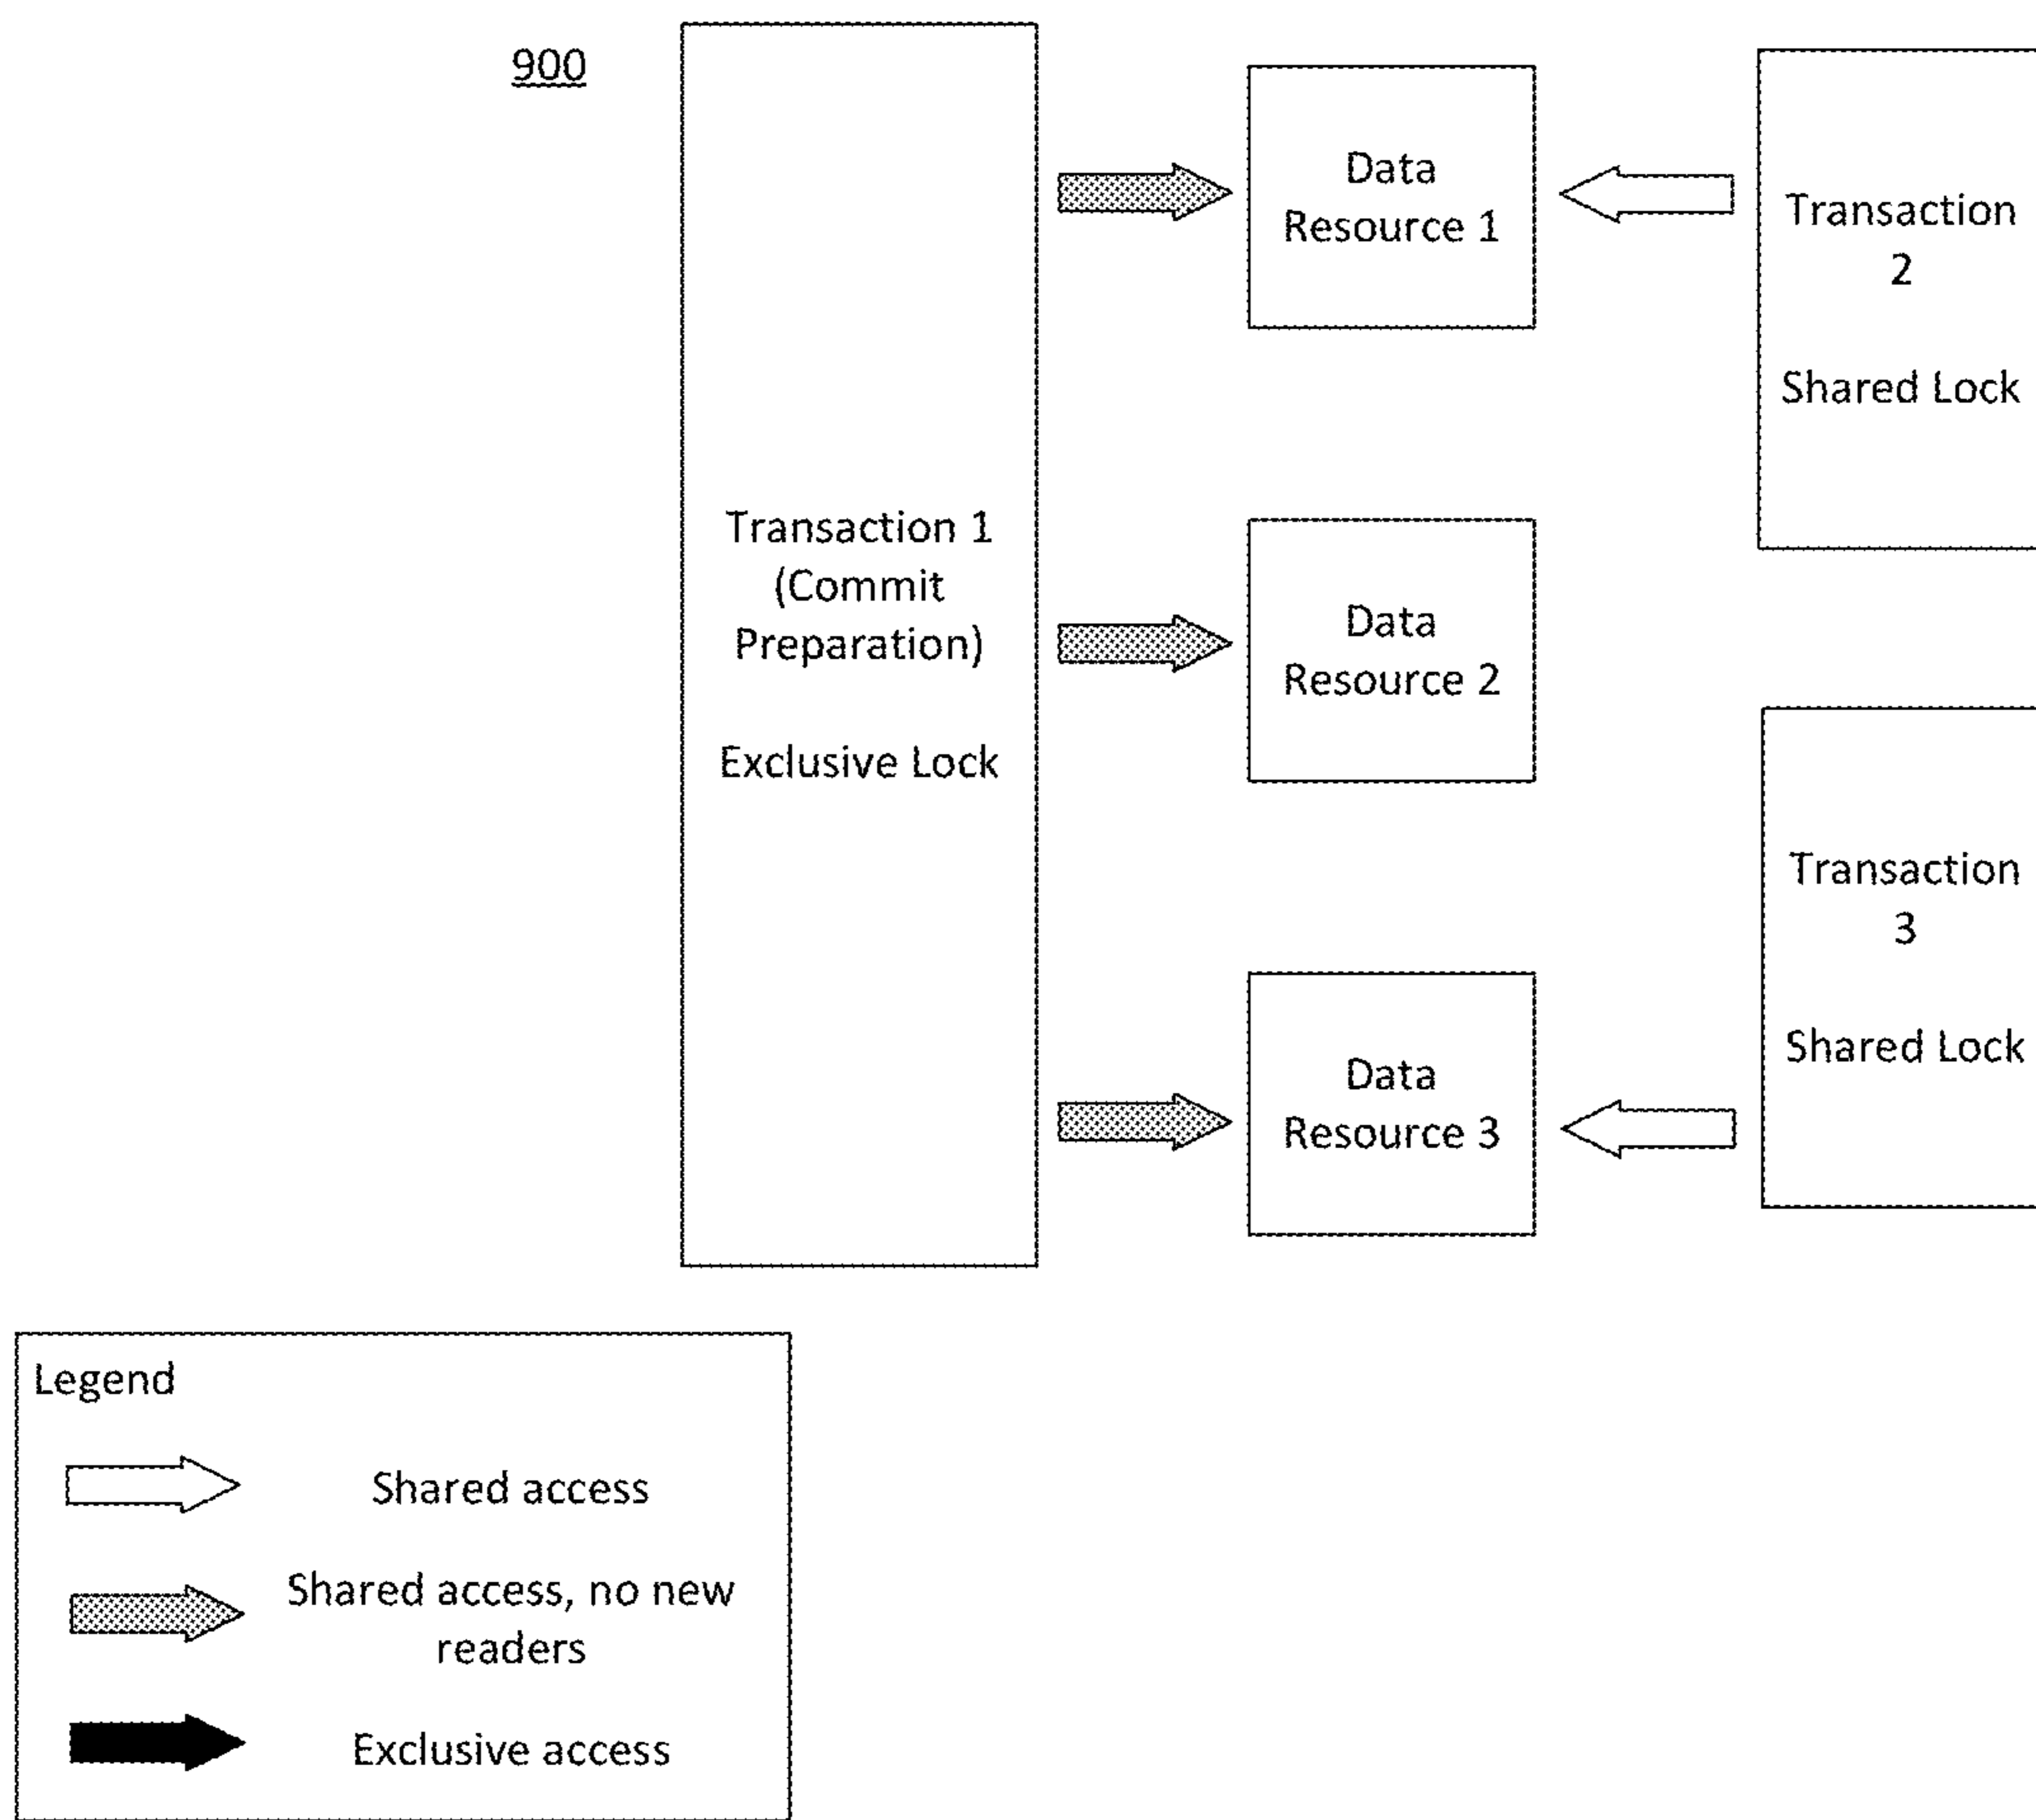 900
Transaction 1
(Commit
Preparation)
Exclusive Lock
Data
Resource 1
Data
Resource 2
Data
Resource 3
Transaction
2
Shared Lock
Transaction
3
Shared Lock
Legend
Shared access
Shared access, no new
readers
Exclusive access